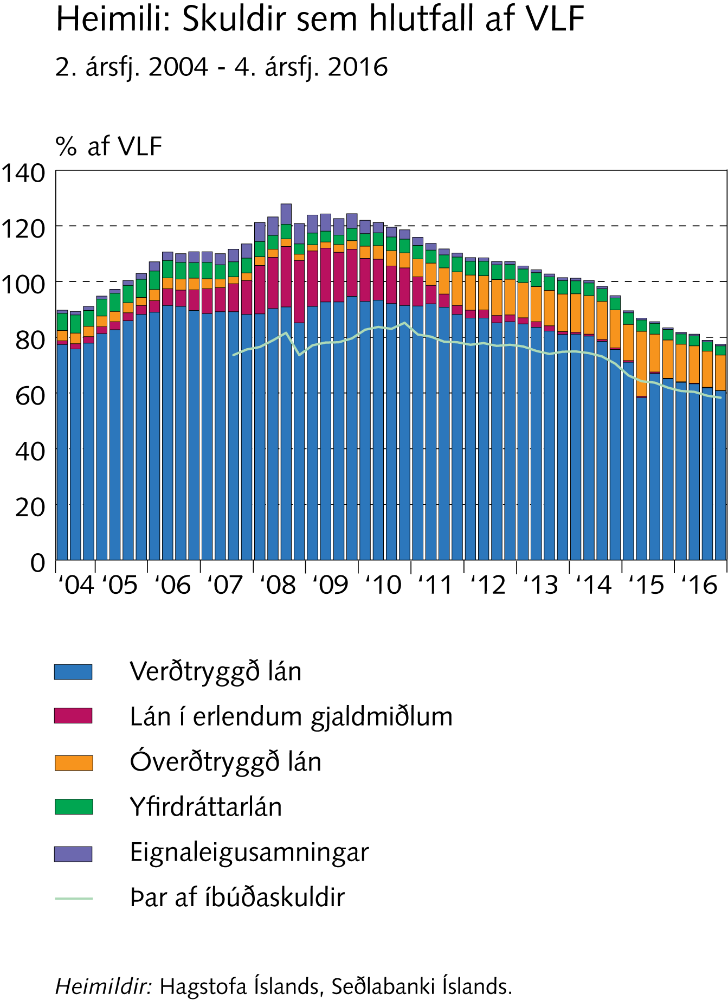 Heimili: Skuldir sem hlutfall af VLF
2. ársfj. 2004 - 4. ársfj. 2016
% af VLF
140
120
100
80
60
40
20
0
‘04 ‘05 ‘06 ‘07 ‘08 ‘09 ‘10 ‘11 ‘12 ‘13 ‘14 ‘15 ‘16
Verðtryggð lán
Lán í erlendum gjaldmiðlum
Óverðtryggð lán
Yfirdráttarlán
Eignaleigusamningar
Þar af íbúðaskuldir
Heimildir: Hagstofa Íslands, Seðlabanki Íslands.